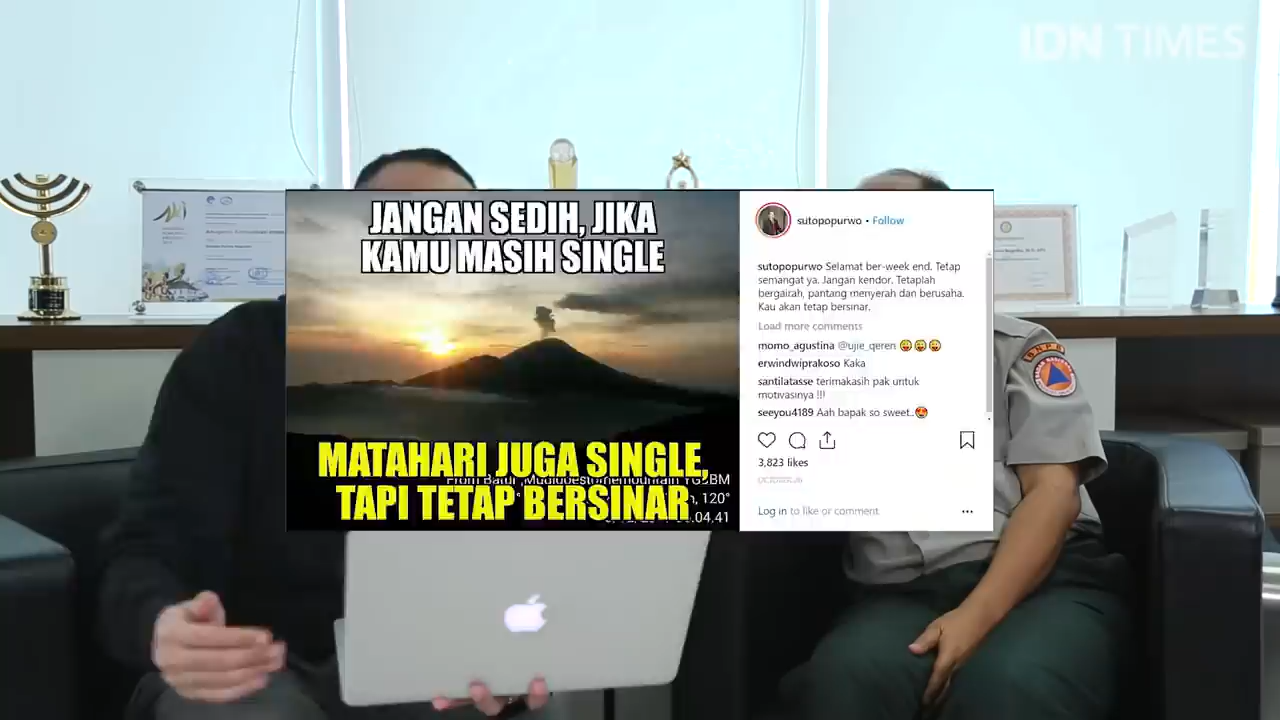 IDN TIMES
JANGAN SEDIH, JIKA
KAMU MASIH SINGLE
MATAHARI JUGA SINGLE,
TAPI TETAP BERSINAR
sutopopurwo • Follow
sutopopurwo Selamat ber-week end. Tetap
semangat ya. Jangan kendor. Tetaplah
bergairah, pantang menyerah dan berusaha.
Kau akan tetap bersinar.
Load more comments
momo_agustina @ujie_qeren 😜😜😜
erwindwiprakoso Kaka
santilatasse terimakasih pak untuk
motivasinya !!!
seeyou4189 Aah bapak so sweet..😍
3,823 likes
Log in to like or comment
BNPB